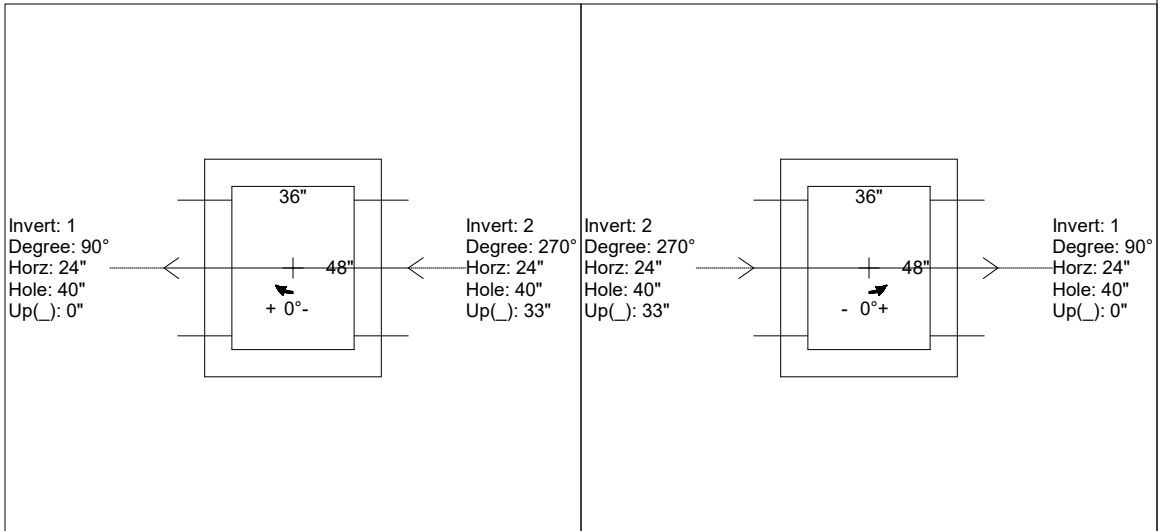 36"
Invert: 1
Degree: 90°
Horz: 24"
Hole: 40"
Up(_): 0"
48"
+ 0°-
Invert: 2
Degree: 270°
Horz: 24"
Hole: 40"
Up(_): 33"
Invert: 2
Degree: 270°
Horz: 24"
Hole: 40"
Up(_): 33"
36"
48"
- 0°+
Invert: 1
Degree: 90°
Horz: 24"
Hole: 40"
Up(_): 0"